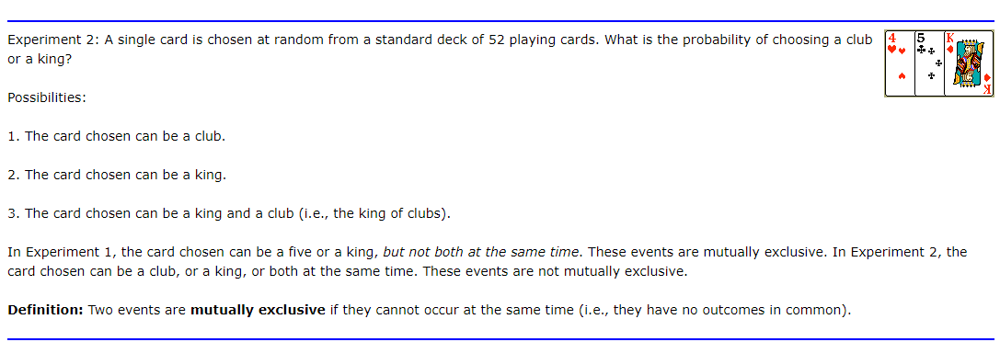 Experiment 2: A single card is chosen at random from a standard deck of 52 playing cards. What is the probability of choosing a club
or a king?
4
5
K
K
Possibilities:
1. The card chosen can be a club.
2. The card chosen can be a king.
3. The card chosen can be a king and a club (i.e., the king of clubs).
In Experiment 1, the card chosen can be a five or a king, but not both at the same time. These events are mutually exclusive. In Experiment 2, the
card chosen can be a club, or a king, or both at the same time. These events are not mutually exclusive.
Definition: Two events are mutually exclusive if they cannot occur at the same time (i.e., they have no outcomes in common).